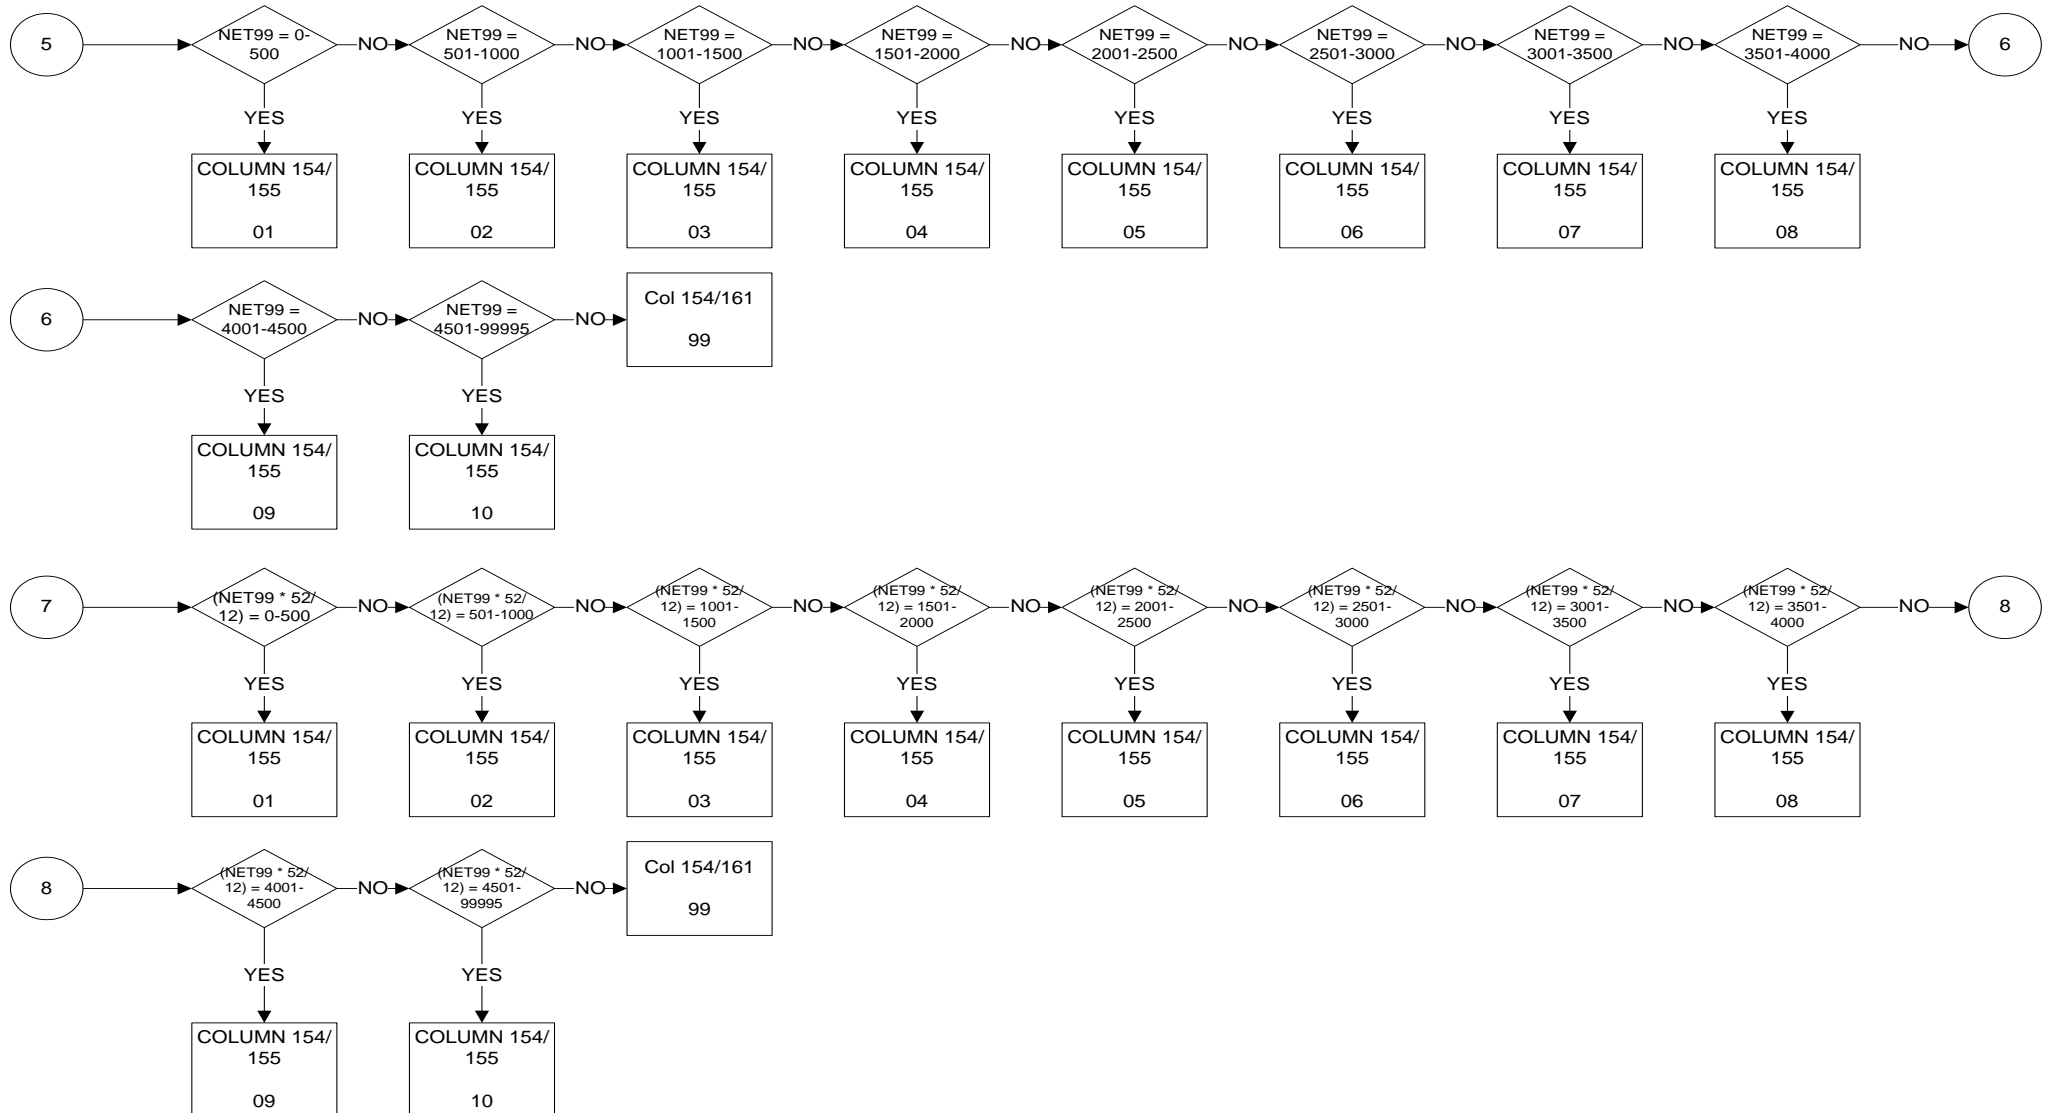 5
NET99 = 0-
500
NO
NET99 =
501-1000
NO
NET99 =
1001-1500
NO
NET99 =
1501-2000
NO
NET99 =
2001-2500
NO
NET99 =
2501-3000
NO
NET99 =
3001-3500
NO
NET99 =
3501-4000
NO
6
YES
YES
YES
YES
YES
YES
YES
YES
COLUMN 154/
155
01
COLUMN 154/
155
02
COLUMN 154/
155
03
COLUMN 154/
155
04
COLUMN 154/
155
05
COLUMN 154/
155
06
COLUMN 154/
155
07
COLUMN 154/
155
08
6
NET99 =
4001-4500
NO
NET99 =
4501-99995
NO
Col 154/161
99
YES
YES
COLUMN 154/
155
09
COLUMN 154/
155
10
7
(NET99 * 52/
12) = 0-500
NO
(NET99 * 52/
12) = 501-1000
NO
(NET99 * 52/
12) = 1001-
1500
NO
(NET99 * 52/
12) = 1501-
2000
NO
(NET99 * 52/
12) = 2001-
2500
NO
(NET99 * 52/
12) = 2501-
3000
NO
(NET99 * 52/
12) = 3001-
3500
NO
(NET99 * 52/
12) = 3501-
4000
NO
8
YES
YES
YES
YES
YES
YES
YES
YES
COLUMN 154/
155
01
COLUMN 154/
155
02
COLUMN 154/
155
03
COLUMN 154/
155
04
COLUMN 154/
155
05
COLUMN 154/
155
06
COLUMN 154/
155
07
COLUMN 154/
155
08
8
(NET99 * 52/
12) = 4001-
4500
NO
(NET99 * 52/
12) = 4501-
99995
NO
Col 154/161
99
YES
YES
COLUMN 154/
155
09
COLUMN 154/
155
10